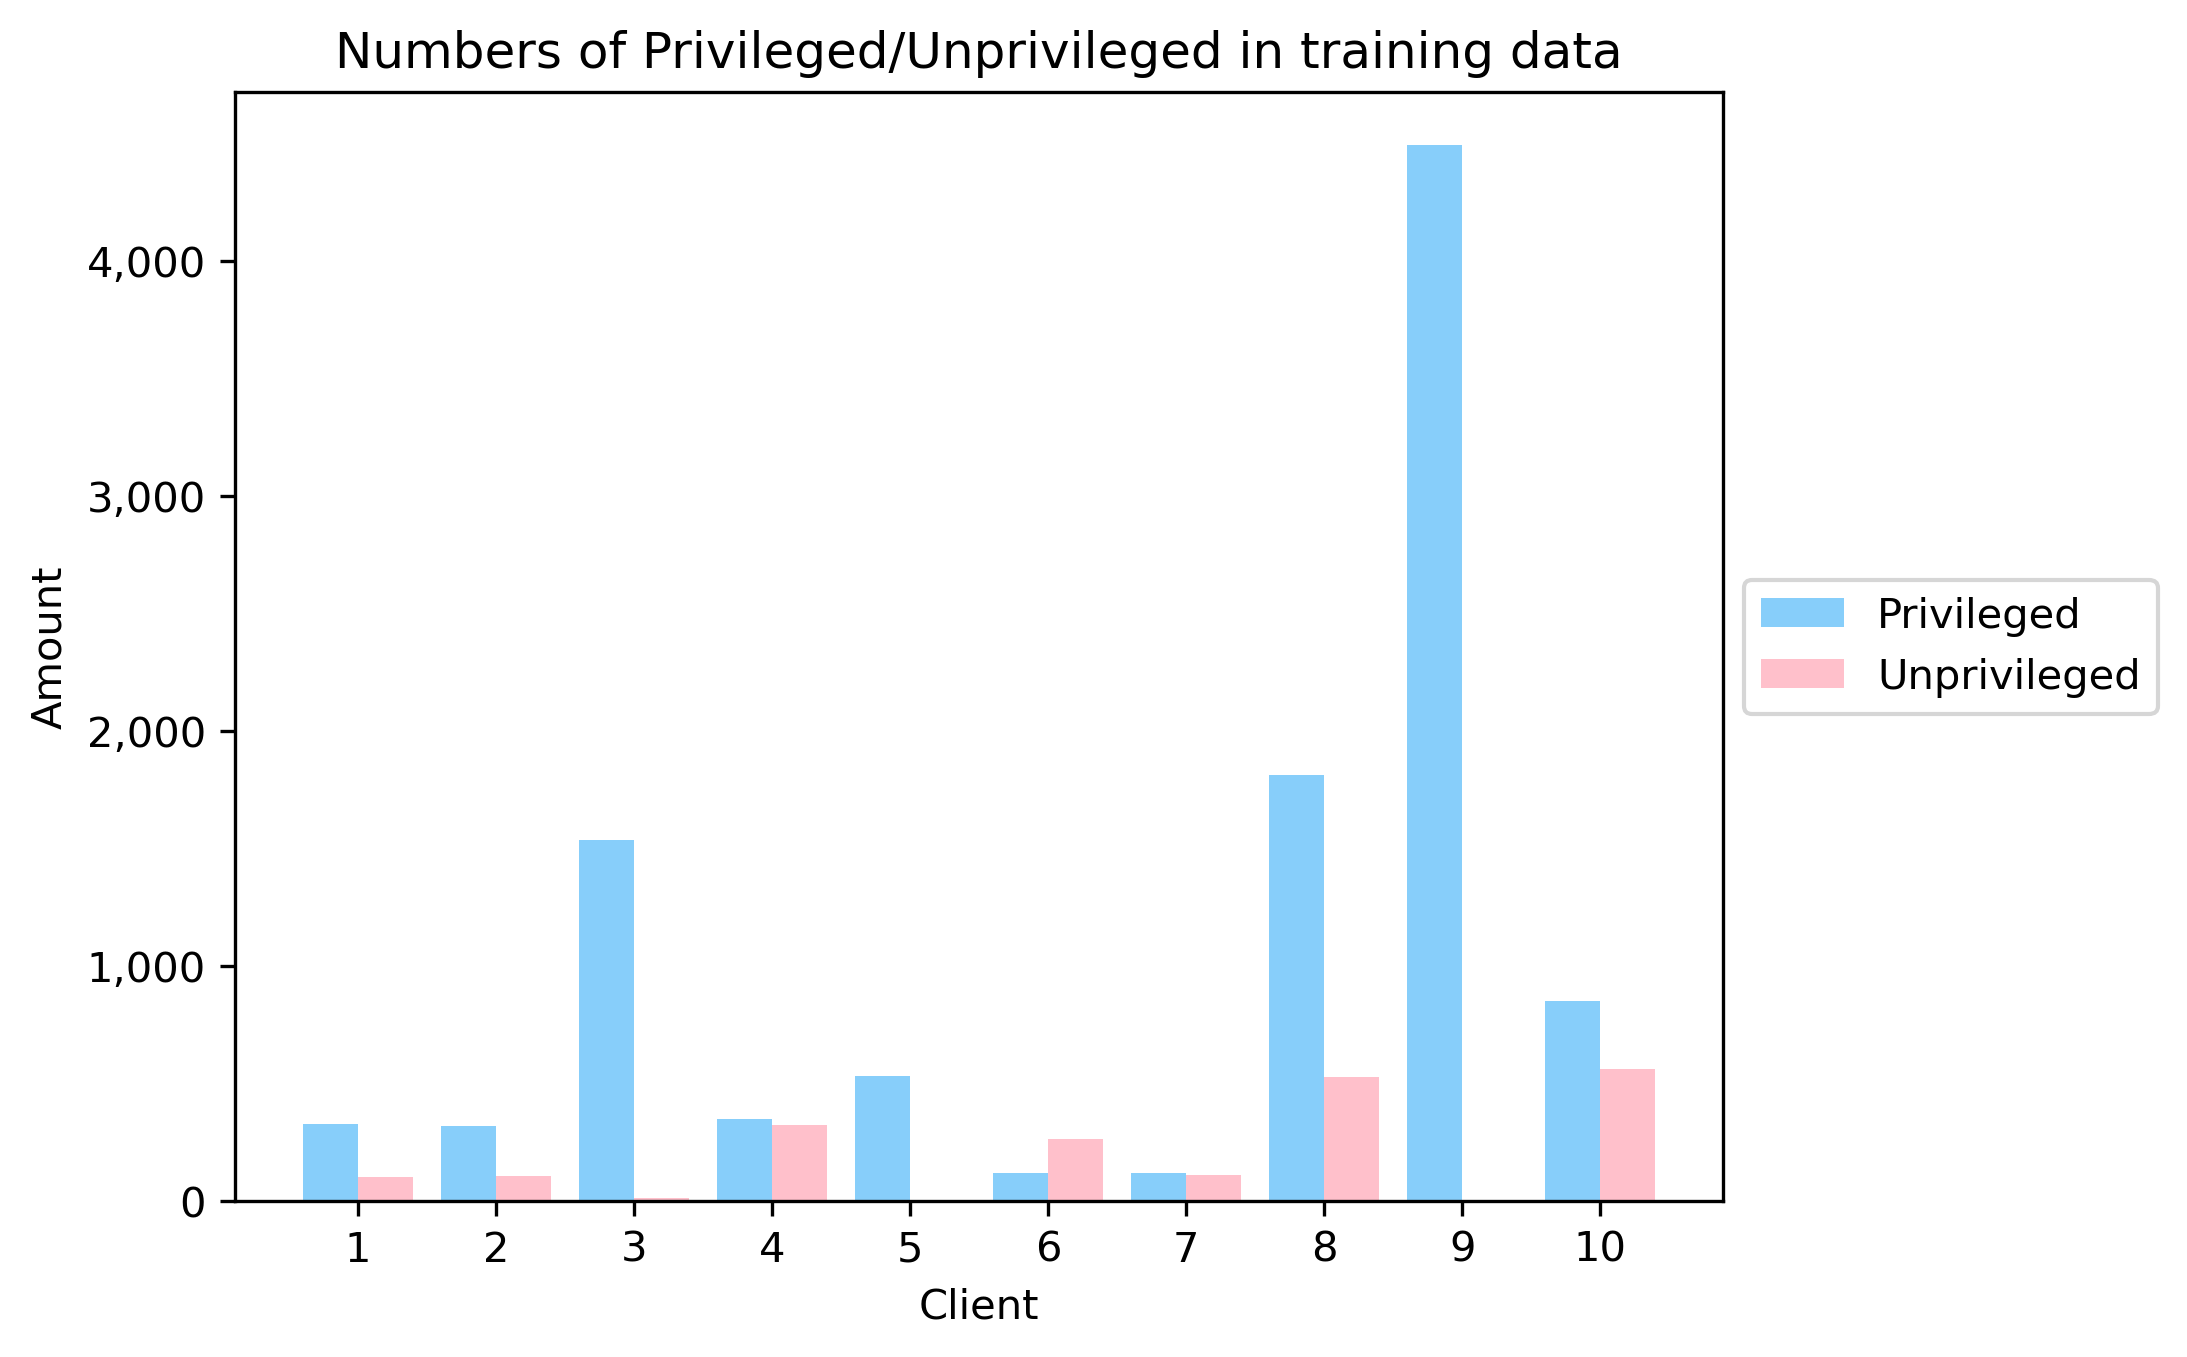 Numbers of Privileged/Unprivileged in training data
Amount
4,000
3,000
2,000
1,000
0
1 2 3 4 5 6 7 8 9 10
Client
Privileged
Unprivileged